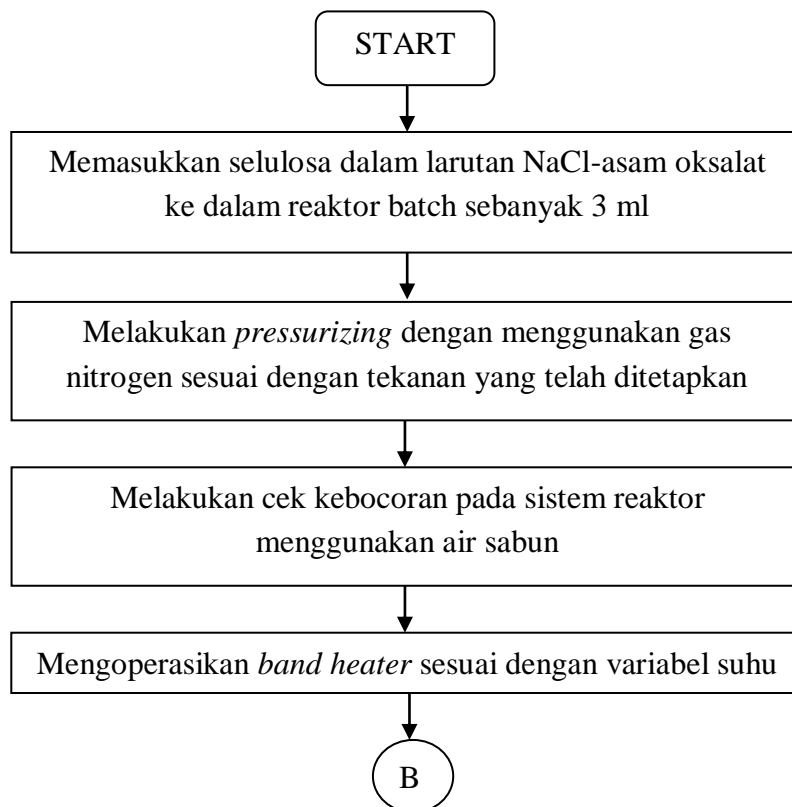 START
Memasukkan selulosa dalam larutan NaCl-asam oksalat
ke dalam reaktor batch sebanyak 3 ml
Melakukan pressurizing dengan menggunakan gas
nitrogen sesuai dengan tekanan yang telah ditetapkan
Melakukan cek kebocoran pada sistem reaktor
menggunakan air sabun
Mengoperasikan band heater sesuai dengan variabel suhu
B